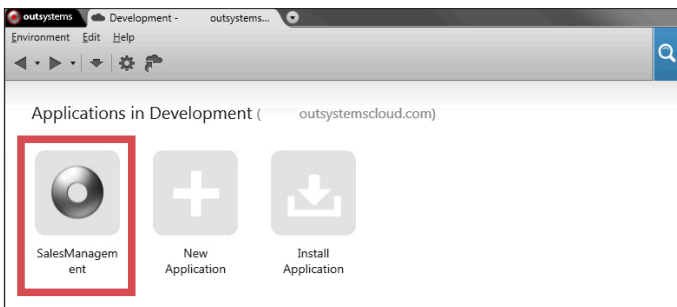 outsystems
Development - outsystems...
Environment Edit Help
Applications in Development ( outsystemscloud.com)
SalesManagem
ent
New
Application
Install
Application